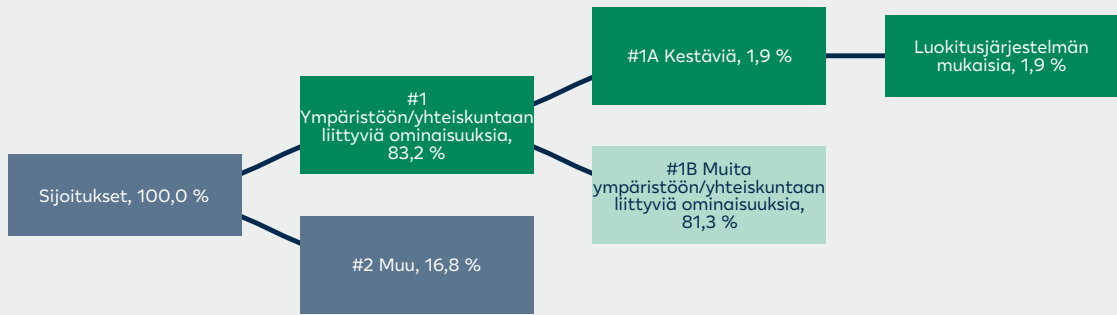 Sijoitukset, 100,0 %
#1
Ympäristöön/yhteiskuntaan
liittyviä ominaisuuksia,
83,2 %
#2 Muu, 16,8 %
#1A Kestäviä, 1,9 %
#1B Muita
ympäristöön/yhteiskuntaan
liittyviä ominaisuuksia,
81,3 %
Luokitusjärjestelmän
mukaisia, 1,9 %